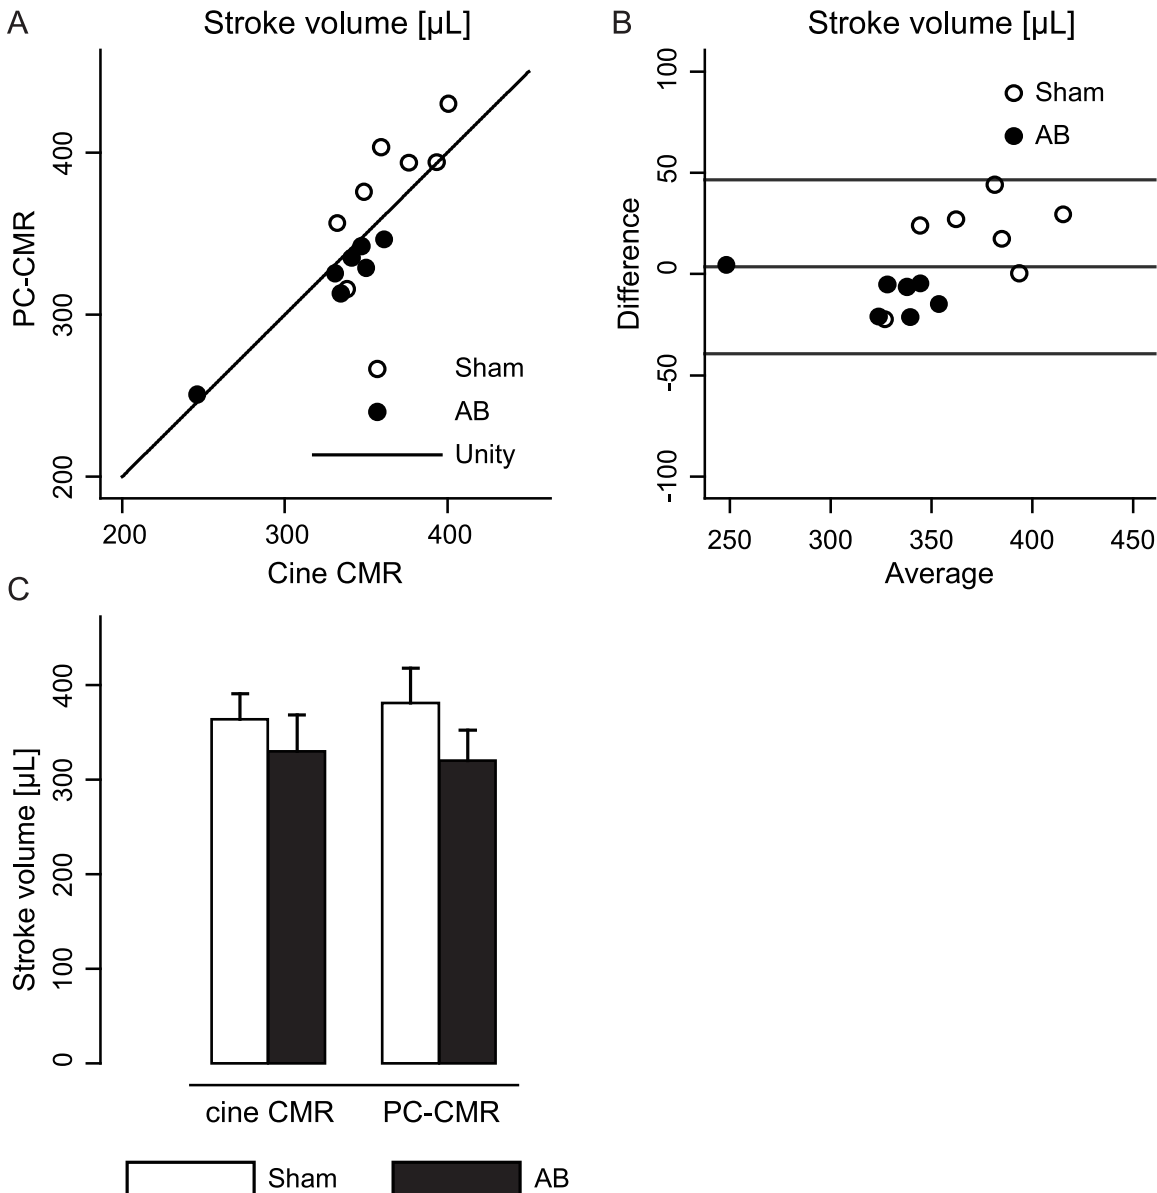 A
Stroke volume [µL]
PC-CMR
400
300
200
Sham
AB
Unity
200
300
400
Cine CMR
B
Stroke volume [µL]
Difference
100
50
0
-50
-100
Sham
AB
250
300
350
400
450
Average
C
Stroke volume [µL]
400
300
200
100
0
cine CMR
PC-CMR
Sham
AB